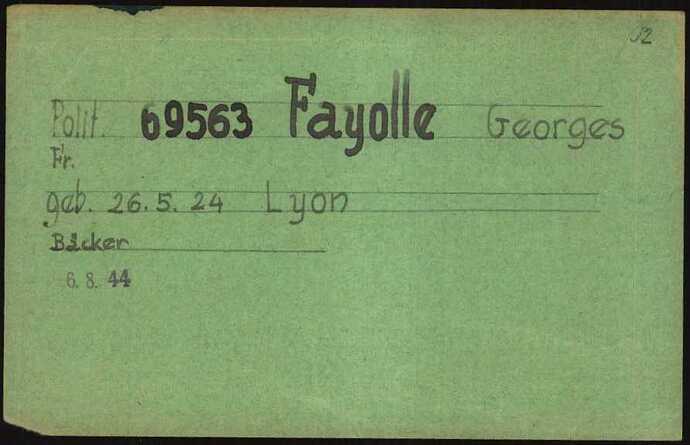 52
Polit. 69563 Fayolle Georges
Fr.
geb. 26.5.24 Lyon
Bäcker
6. 8. 44